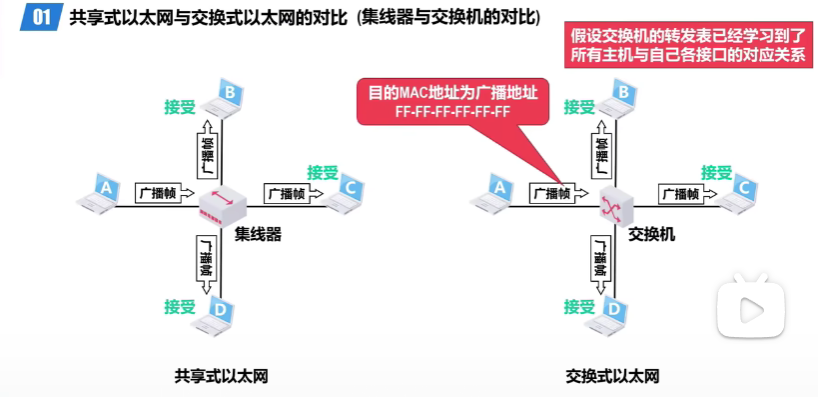 01 共享式以太网与交换式以太网的对比 (集线器与交换机的对比)
假设交换机的转发表已经学习到了
所有主机与自己各接口的对应关系
目的MAC地址为广播地址
FF-FF-FF-FF-FF-FF
B
接受
广播帧
A
广播帧
集线器
广播帧
接受
C
广播帧
接受
D
共享式以太网
B
接受
广播帧
A
广播帧
交换机
广播帧
接受
C
广播帧
接受
D
交换式以太网